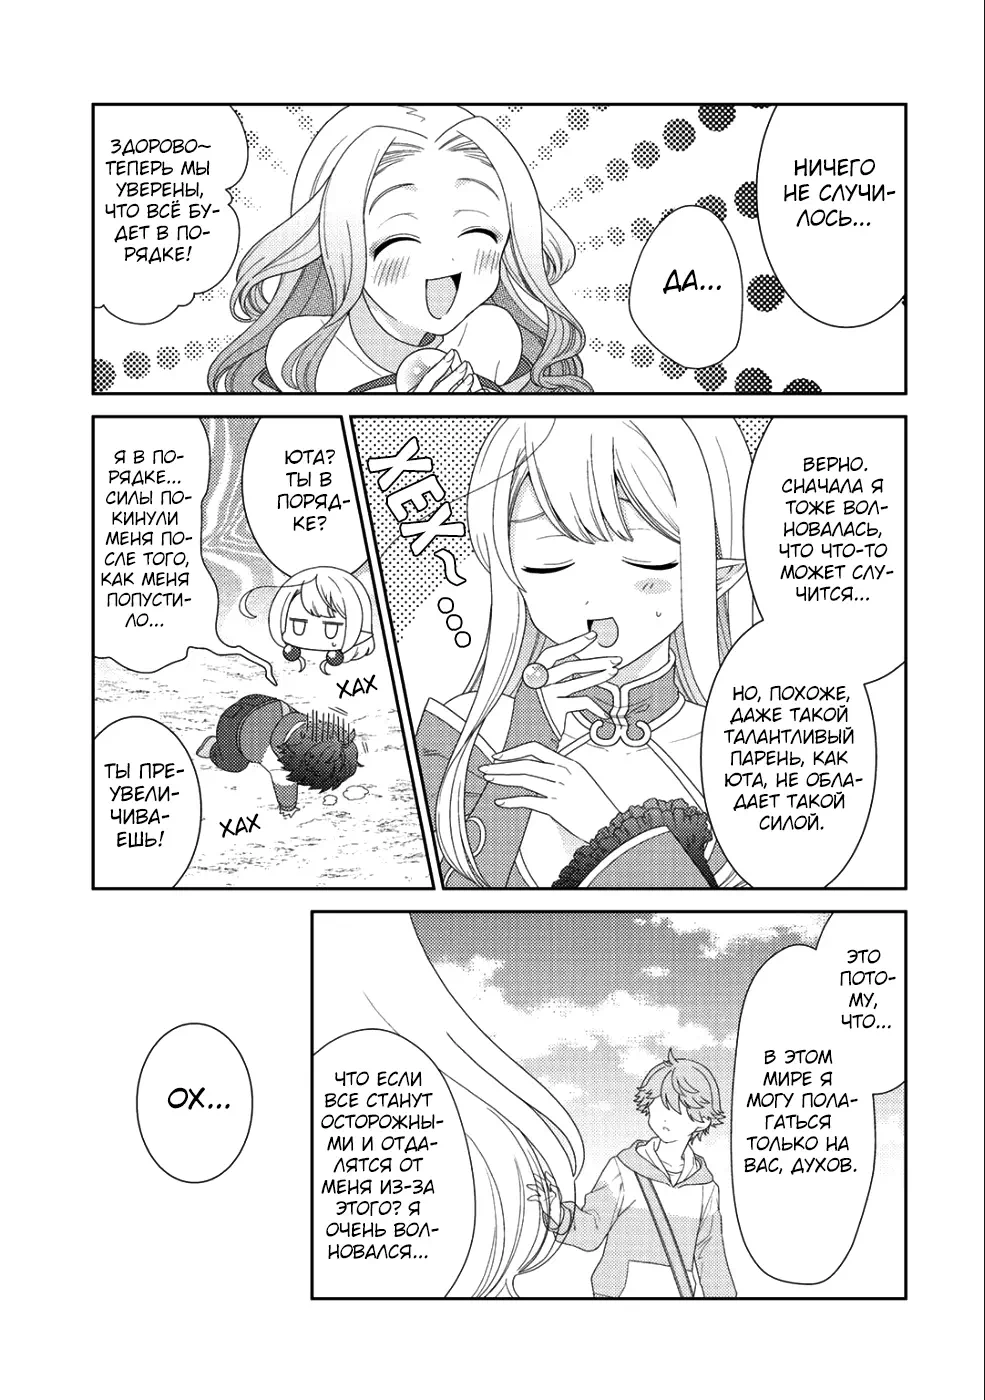 НИЧЕГО
НЕ СЛУЧИ-
ЛОСЬ...
ДА...
ЗДОРОВО~
ТЕПЕРЬ МЫ
УВЕРЕНЫ,
ЧТО ВСЁ БУ-
ДЕТ В ПО-
РЯДКЕ!
ВЕРНО.
СНАЧАЛА Я
ТОЖЕ ВОЛ-
НОВАЛАСЬ,
ЧТО ЧТО-ТО
МОЖЕТ СЛУ-
ЧИТСЯ...
НО, ПОХОЖЕ,
ДАЖЕ ТАКОЙ
ТАЛАНТЛИВЫЙ
ПАРЕНЬ, КАК
ЮТА, НЕ ОБЛА-
ДАЕТ ТАКОЙ
СИЛОЙ.
ХЕХ~...
ЮТА?
ТЫ В
ПОРЯД-
КЕ?
Я В ПО-
РЯДКЕ...
СИЛЫ ПО-
КИНУЛИ
МЕНЯ ПО-
СЛЕ ТОГО,
КАК МЕНЯ
ПОПУСТИ-
ЛО...
ХАХ
ХАХ
ТЫ ПРЕ-
УВЕЛИ-
ЧИВА-
ЕШЬ!
ЭТО
ПОТО-
МУ,
ЧТО...
В ЭТОМ
МИРЕ Я
МОГУ ПОЛА-
ГАТЬСЯ
ТОЛЬКО НА
ВАС, ДУХОВ.
ЧТО ЕСЛИ
ВСЕ СТАНУТ
ОСТОРОЖНЫ-
МИ И ОТДА-
ЛЯТСЯ ОТ
МЕНЯ ИЗ-ЗА
ЭТОГО? Я
ОЧЕНЬ ВОЛ-
НОВАЛСЯ...
ОХ...